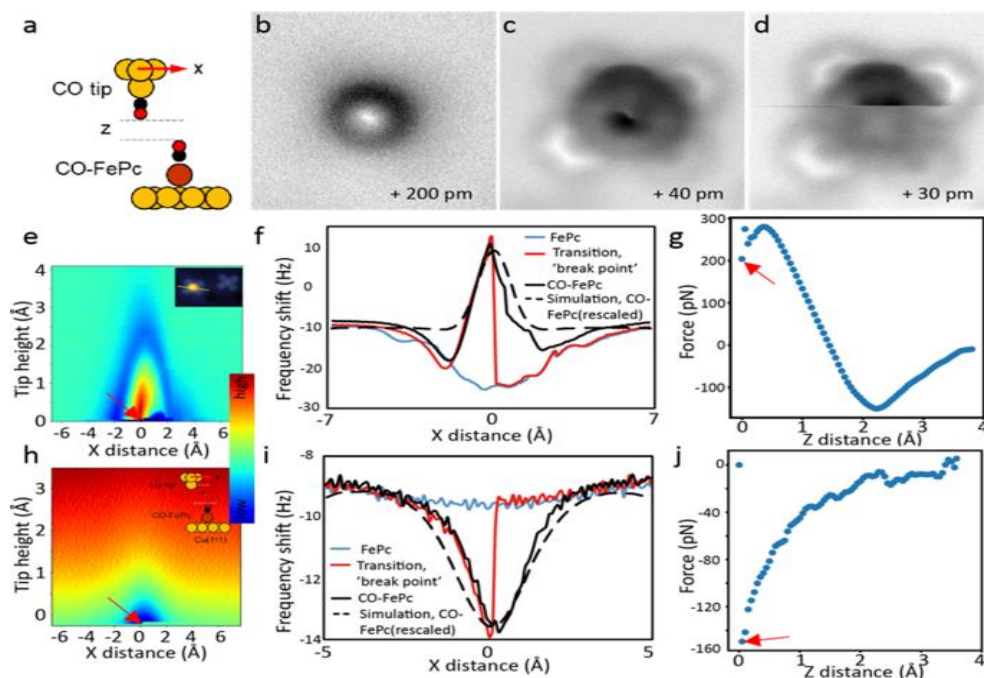 a
x
CO tip
z
CO-FePc
b
+ 200 pm
c
+ 40 pm
d
+ 30 pm
e
4
3
2
1
0
Tip height (Å)
-6 -4 -2 0 2 4 6
X distance (Å)
high
low
f
10
0
-10
-20
-30
Frequency shift (Hz)
FePc
Transition,
'break point'
CO-FePc
Simulation, CO-
FePc(rescaled)
-7 0 7
X distance (Å)
g
300
200
100
0
-100
Force (pN)
0 1 2 3 4
Z distance (Å)
h
3
2
1
0
Tip height (Å)
CO tip
CO-FePc
Cu(111)
-6 -4 -2 0 2 4 6
X distance (Å)
i
-8
-10
-12
-14
Frequency shift (Hz)
FePc
Transition,
'break point'
CO-FePc
Simulation, CO-
FePc(rescaled)
-5 0 5
X distance (Å)
j
0
-40
-80
-120
-160
Force (pN)
0 1 2 3 4
Z distance (Å)